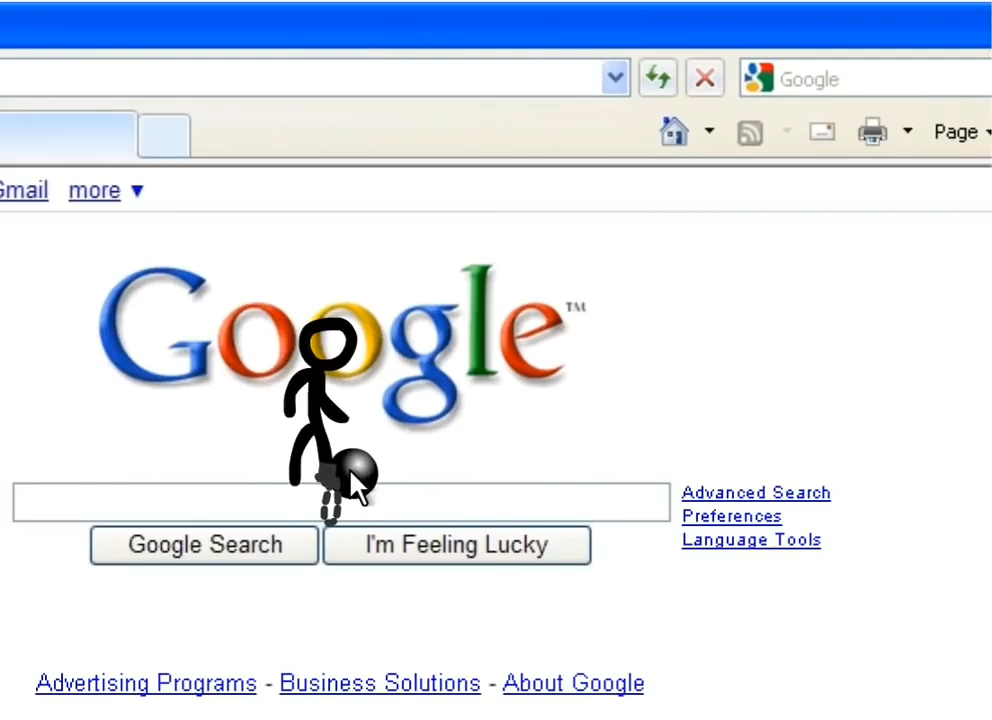 Google
Page
Gmail more ▼
Google™
Advanced Search
Preferences
Language Tools
Google Search I'm Feeling Lucky
Advertising Programs - Business Solutions - About Google